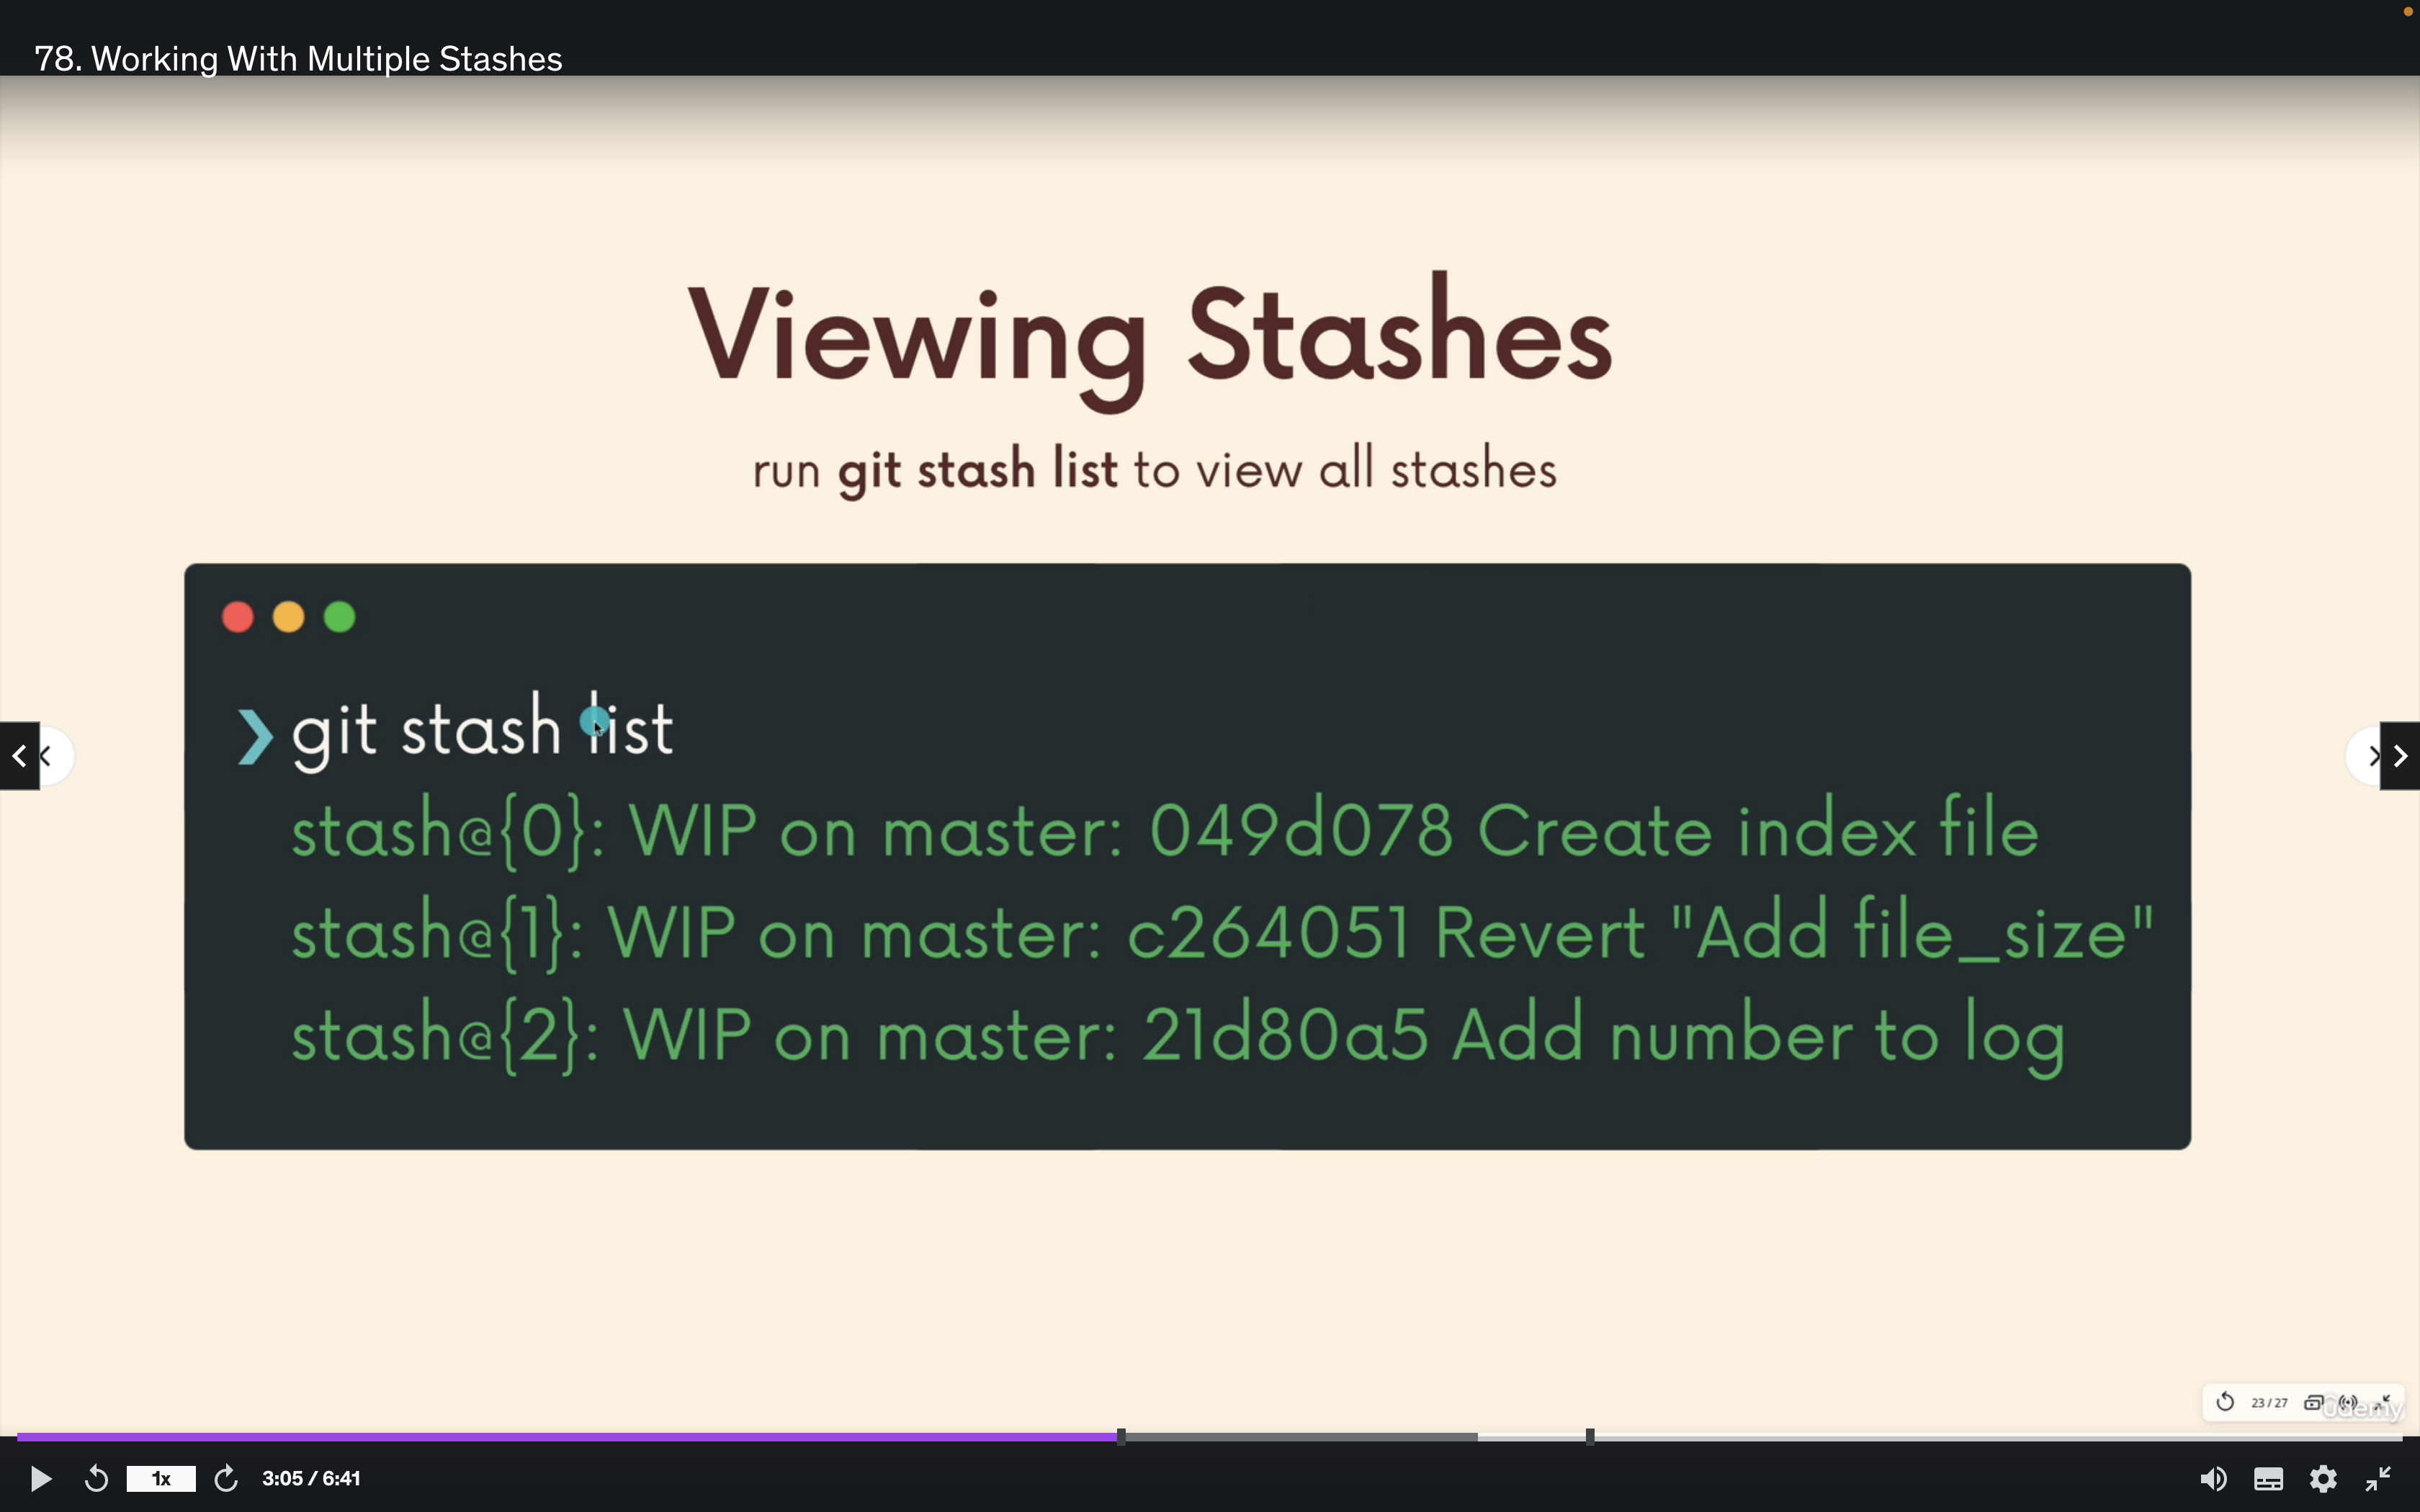 78. Working With Multiple Stashes
Viewing Stashes
run git stash list to view all stashes
❯ git stash list
stash@{0}: WIP on master: 049d078 Create index file
stash@{1}: WIP on master: c264051 Revert "Add file_size"
stash@{2}: WIP on master: 21d80a5 Add number to log
23 / 27
ûdemy
1x
3:05 / 6:41